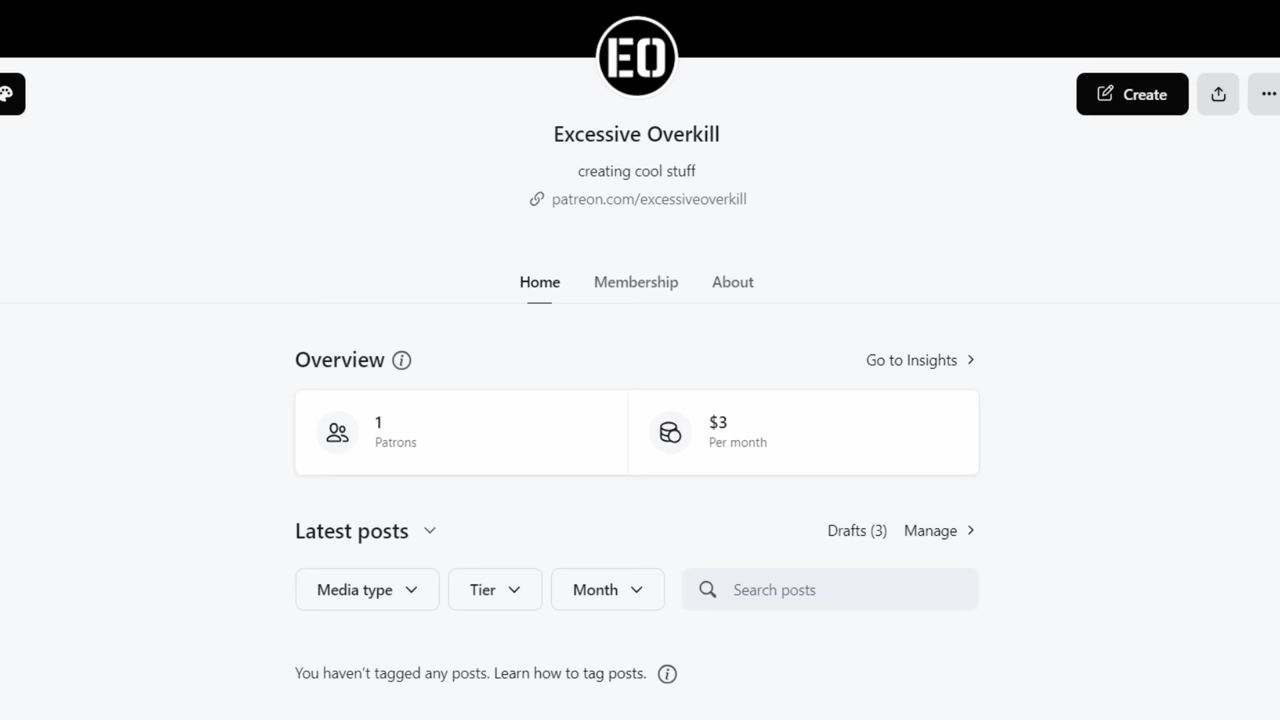 EO
Create
Excessive Overkill
creating cool stuff
patreon.com/excessiveoverkill
Home Membership About
Overview Go to Insights
1
Patrons
$3
Per month
Latest posts Drafts (3) Manage
Media type Tier Month Search posts
You haven't tagged any posts. Learn how to tag posts.